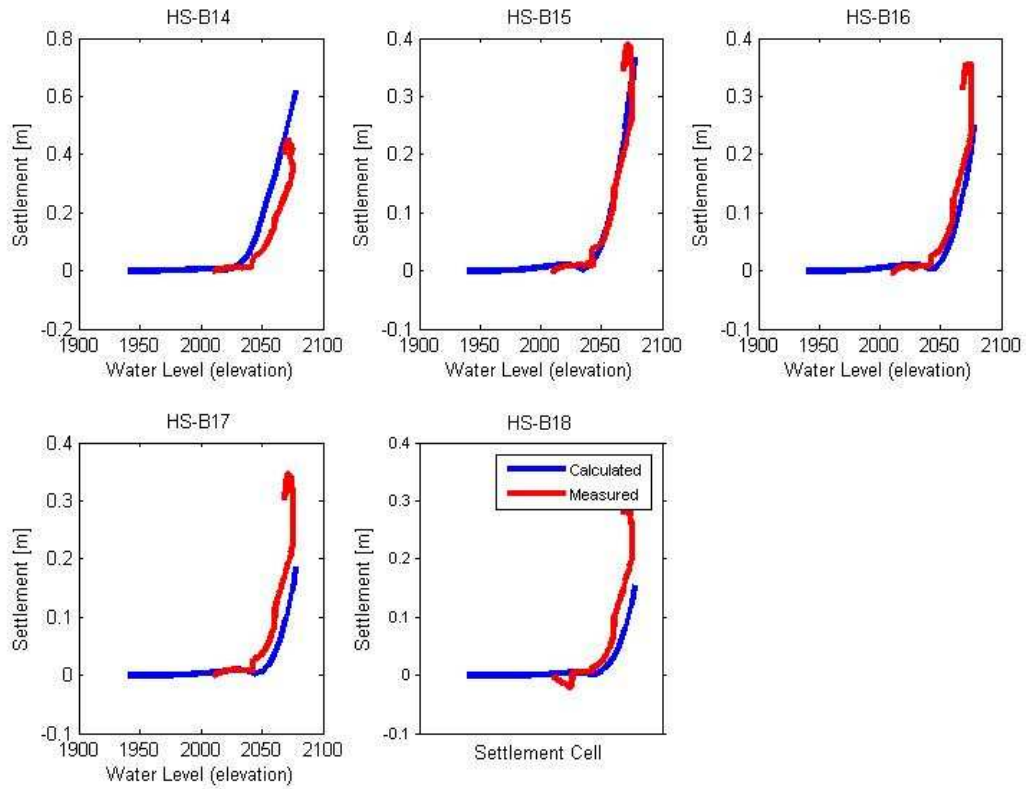 HS-B14
0.8
0.6
0.4
0.2
0
-0.2
Settlement [m]
1900 1950 2000 2050 2100
Water Level (elevation)
HS-B15
0.4
0.3
0.2
0.1
0
-0.1
Settlement [m]
1900 1950 2000 2050 2100
Water Level (elevation)
HS-B16
0.4
0.3
0.2
0.1
0
-0.1
Settlement [m]
1900 1950 2000 2050 2100
Water Level (elevation)
HS-B17
0.4
0.3
0.2
0.1
0
-0.1
Settlement [m]
1900 1950 2000 2050 2100
Water Level (elevation)
HS-B18
0.4
0.3
0.2
0.1
0
-0.1
Settlement [m]
Calculated
Measured
Settlement Cell